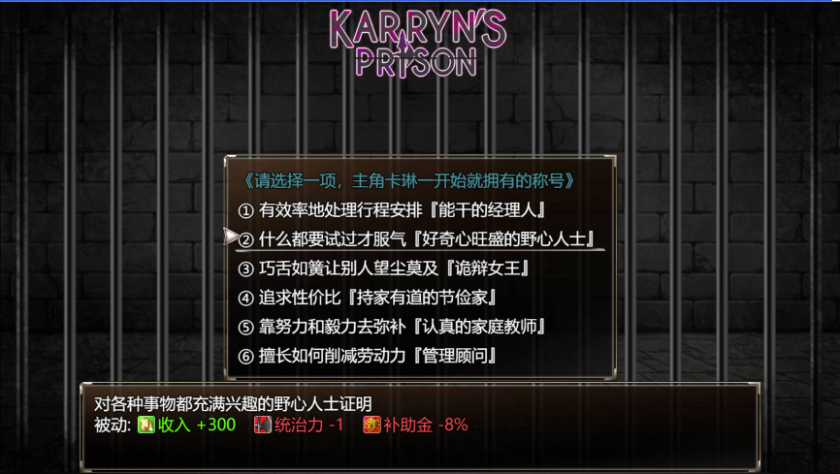 KARRYN'S
PRISON
《请选择一项，主角卡琳一开始就拥有的称号》
① 有效率地处理行程安排『能干的经理人』
② 什么都要试过才服气『好奇心旺盛的野心人士』
③ 巧舌如簧让别人望尘莫及『诡辩女王』
④ 追求性价比『持家有道的节俭家』
⑤ 靠努力和毅力去弥补『认真的家庭教师』
⑥ 擅长如何削减劳动力『管理顾问』
对各种事物都充满兴趣的野心人士证明
被动: 收入 +300 统治力 -1 补助金 -8%